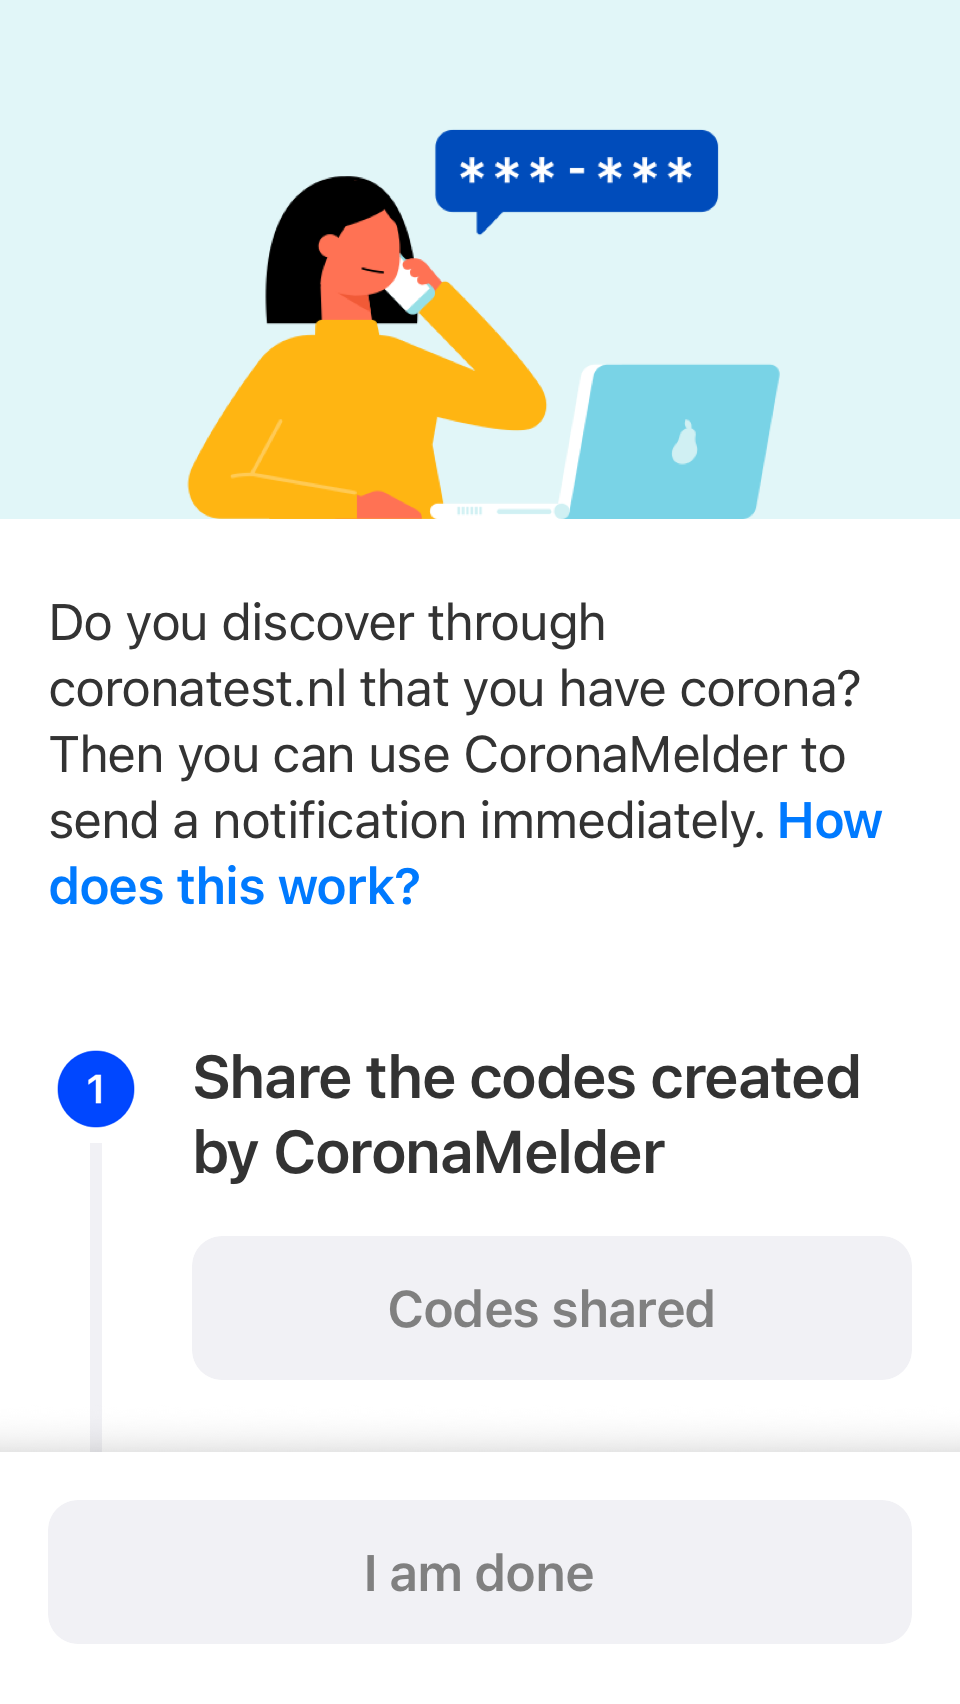 ***-***
Do you discover through
coronatest.nl that you have corona?
Then you can use CoronaMelder to
send a notification immediately. How
does this work?
1
Share the codes created
by CoronaMelder
Codes shared
I am done